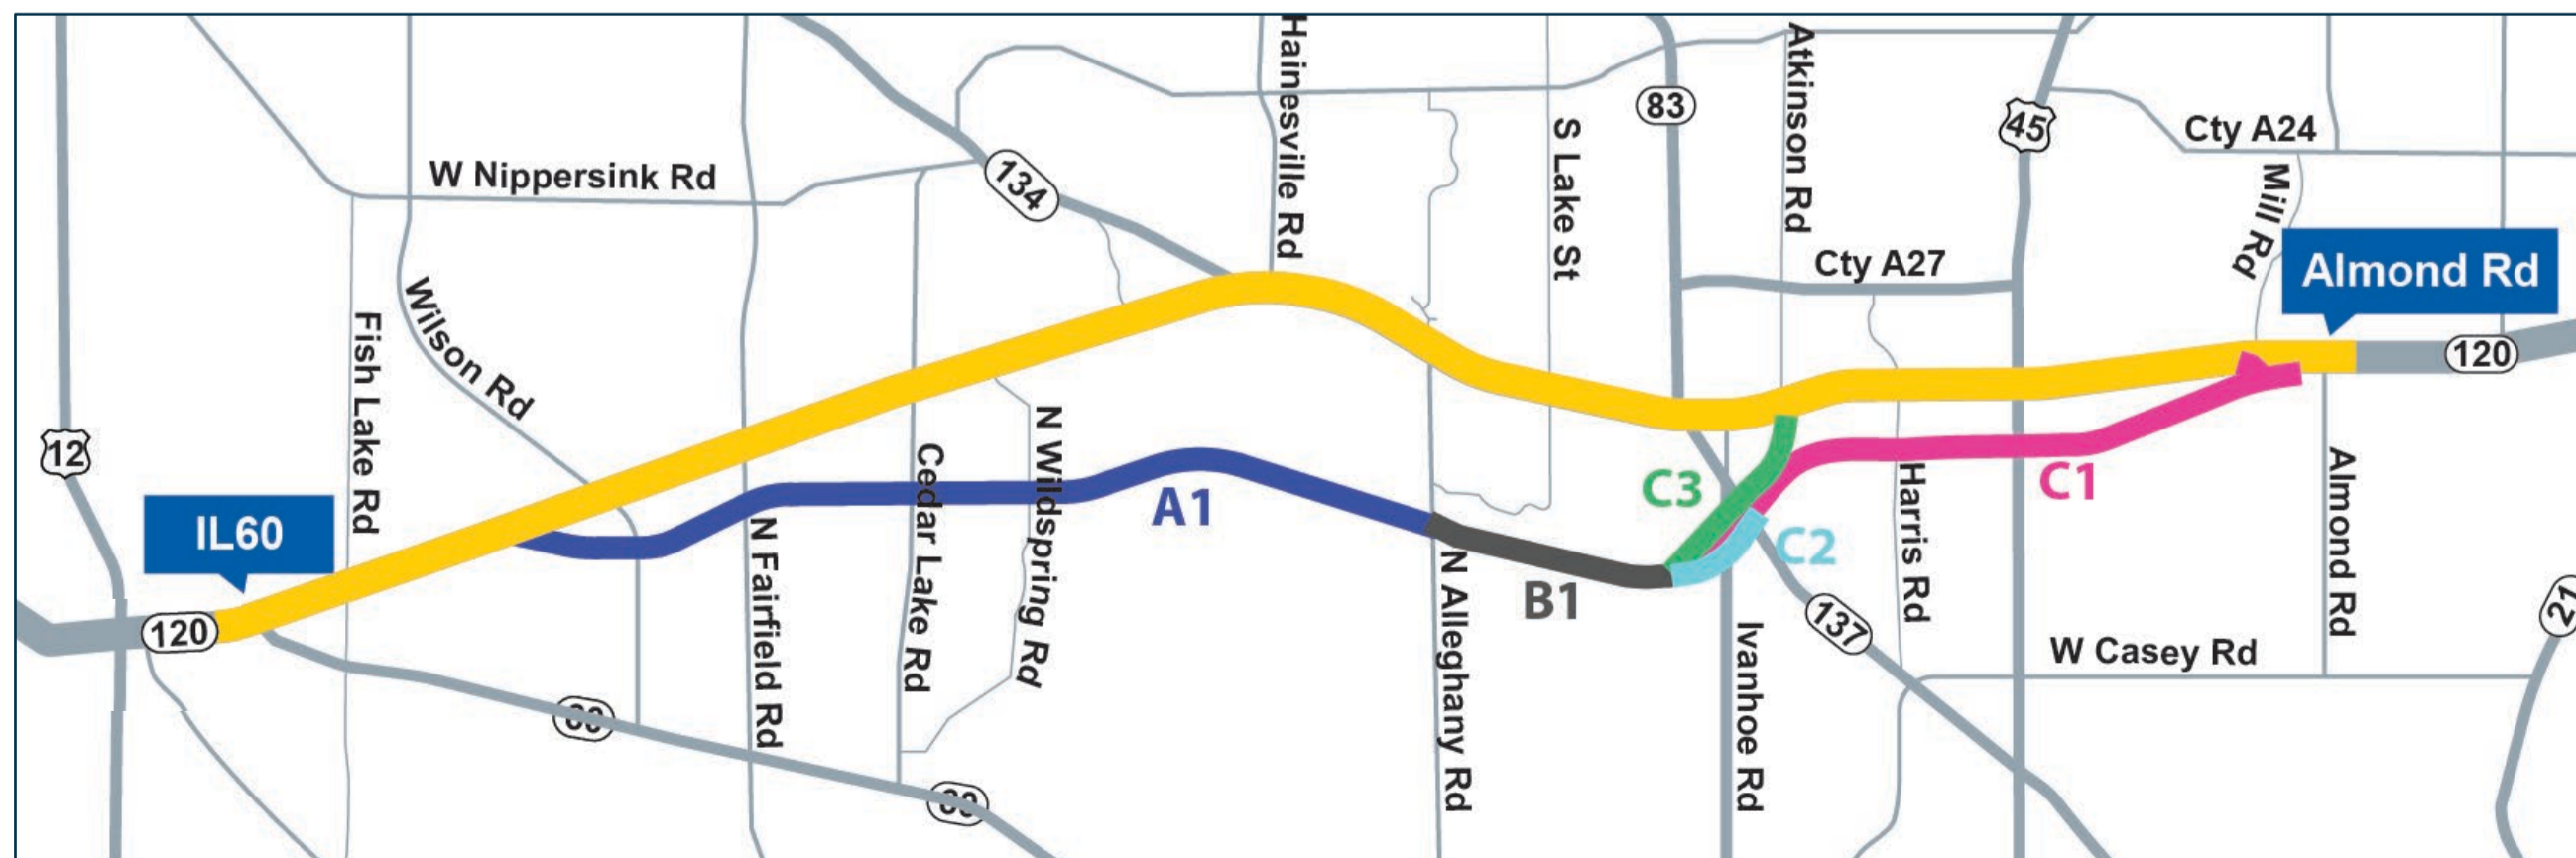 Hainesville Rd
Atkinson Rd
83
S Lake St
45
Cty A24
134
W Nippersink Rd
Mill Rd
Cty A27
Almond Rd
Wilson Rd
Fish Lake Rd
120
12
N Wildspring Rd
Cedar Lake Rd
C3
C1
Harris Rd
Almond Rd
IL60
A1
N Fairfield Rd
C2
B1
N Alleghany Rd
120
137
Ivanhoe Rd
W Casey Rd